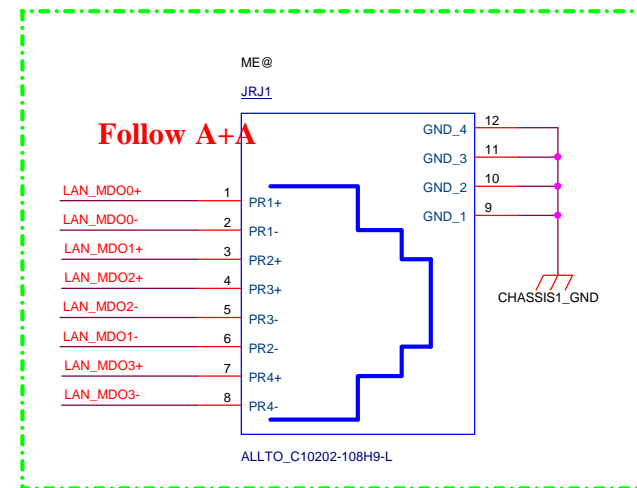 ME@
JRJ1
Follow A+A
LAN_MDO0+ 1 PR1+
LAN_MDO0- 2 PR1-
LAN_MDO1+ 3 PR2+
LAN_MDO2+ 4 PR3+
LAN_MDO2- 5 PR3-
LAN_MDO1- 6 PR2-
LAN_MDO3+ 7 PR4+
LAN_MDO3- 8 PR4-
GND_4 12
GND_3 11
GND_2 10
GND_1 9
CHASSIS1_GND
ALLTO_C10202-108H9-L